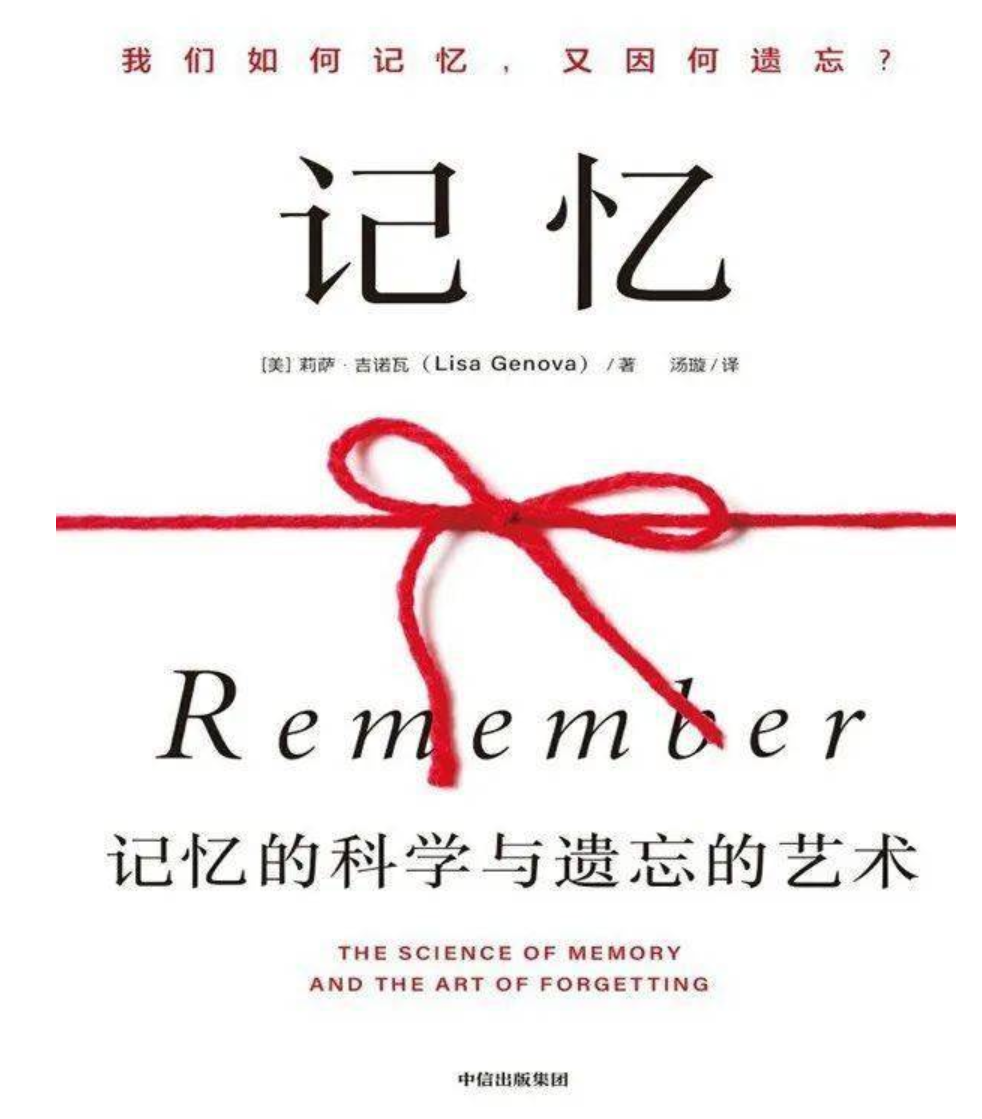 我们如何记忆，又因何遗忘？
记忆
[美] 莉萨·吉诺瓦（Lisa Genova）/著 汤璇/译
Remember
记忆的科学与遗忘的艺术
THE SCIENCE OF MEMORY
AND THE ART OF FORGETTING
中信出版集团